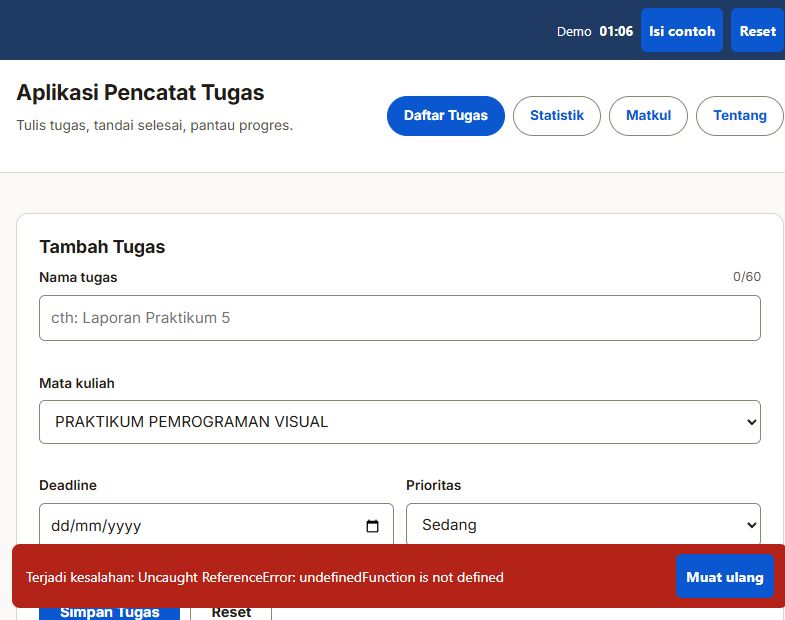 Demo 01:06 Isi contoh Reset
Aplikasi Pencatat Tugas
Tulis tugas, tandai selesai, pantau progres.
Daftar Tugas Statistik Matkul Tentang
Tambah Tugas
Nama tugas 0/60
cth: Laporan Praktikum 5
Mata kuliah
PRAKTIKUM PEMROGRAMAN VISUAL
Deadline Prioritas
dd/mm/yyyy Sedang
Terjadi kesalahan: Uncaught ReferenceError: undefinedFunction is not defined Muat ulang
Simpan Tugas Reset